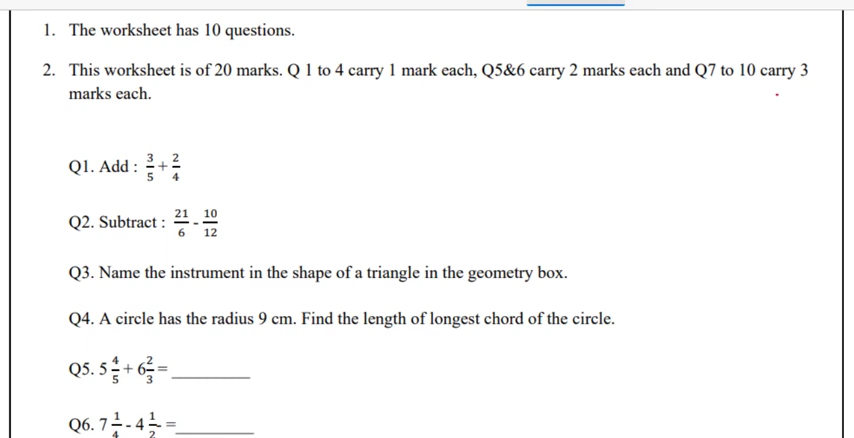 1. The worksheet has 10 questions.
2. This worksheet is of 20 marks. Q 1 to 4 carry 1 mark each, Q5&6 carry 2 marks each and Q7 to 10 carry 3
marks each.
Q1. Add : 3/5 + 2/4
Q2. Subtract : 21/6 - 10/12
Q3. Name the instrument in the shape of a triangle in the geometry box.
Q4. A circle has the radius 9 cm. Find the length of longest chord of the circle.
Q5. 5 4/5 + 6 2/3 = _________
Q6. 7 1/4 - 4 1/2 = _________